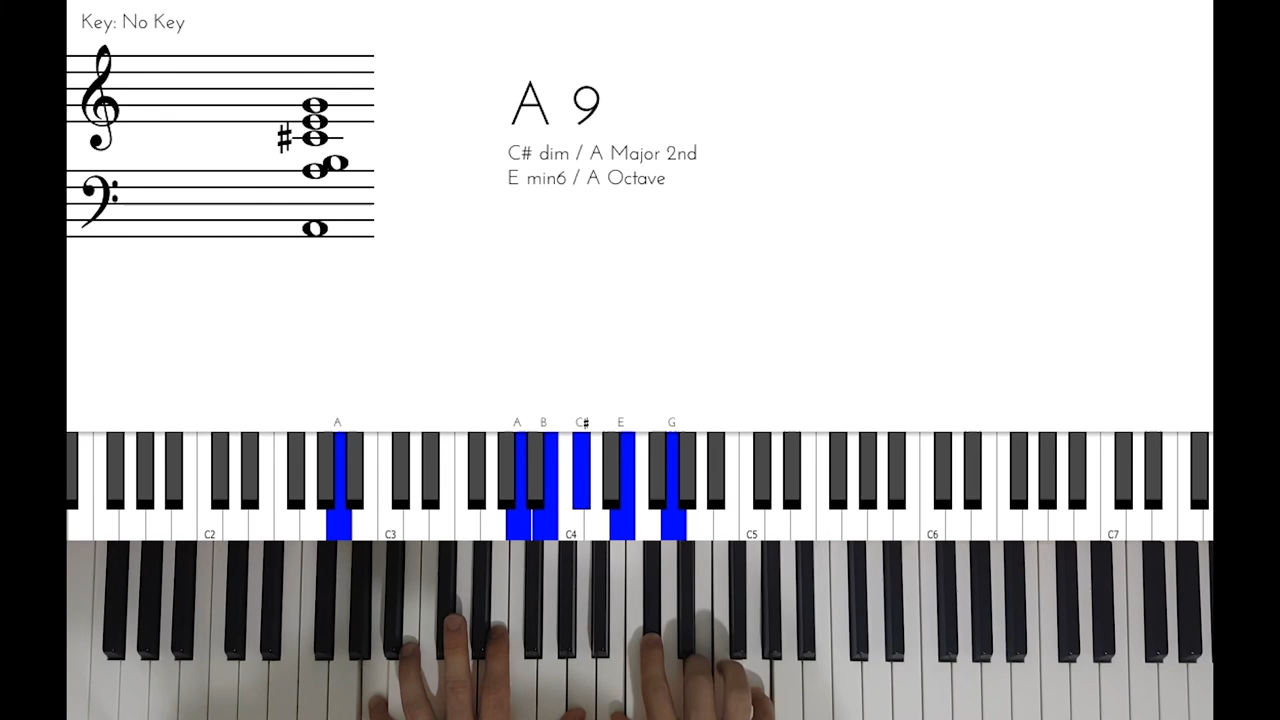 Key: No Key
A 9
C# dim / A Major 2nd
E min6 / A Octave
A A B C# E G
C2 C3 C4 C5 C6 C7